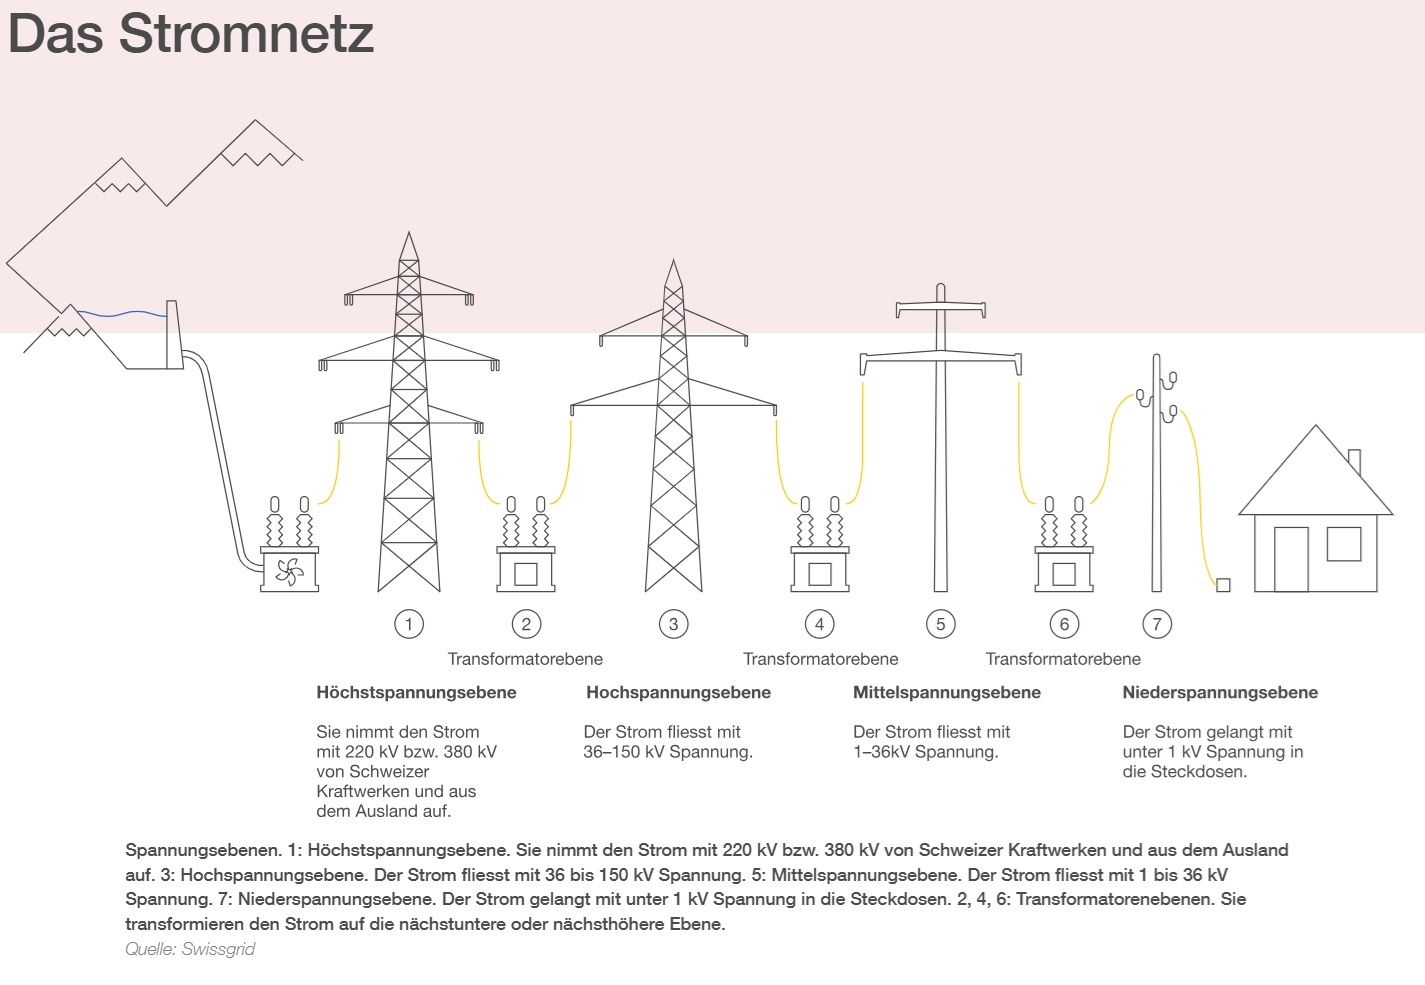 Das Stromnetz
1
2
3
4
5
6
7
Transformatorebene
Transformatorebene
Transformatorebene
Höchstspannungsebene
Sie nimmt den Strom
mit 220 kV bzw. 380 kV
von Schweizer
Kraftwerken und aus
dem Ausland auf.
Hochspannungsebene
Der Strom fliesst mit
36–150 kV Spannung.
Mittelspannungsebene
Der Strom fliesst mit
1–36kV Spannung.
Niederspannungsebene
Der Strom gelangt mit
unter 1 kV Spannung in
die Steckdosen.
Spannungsebenen. 1: Höchstspannungsebene. Sie nimmt den Strom mit 220 kV bzw. 380 kV von Schweizer Kraftwerken und aus dem Ausland
auf. 3: Hochspannungsebene. Der Strom fliesst mit 36 bis 150 kV Spannung. 5: Mittelspannungsebene. Der Strom fliesst mit 1 bis 36 kV
Spannung. 7: Niederspannungsebene. Der Strom gelangt mit unter 1 kV Spannung in die Steckdosen. 2, 4, 6: Transformatorenebenen. Sie
transformieren den Strom auf die nächstuntere oder nächsthöhere Ebene.
Quelle: Swissgrid